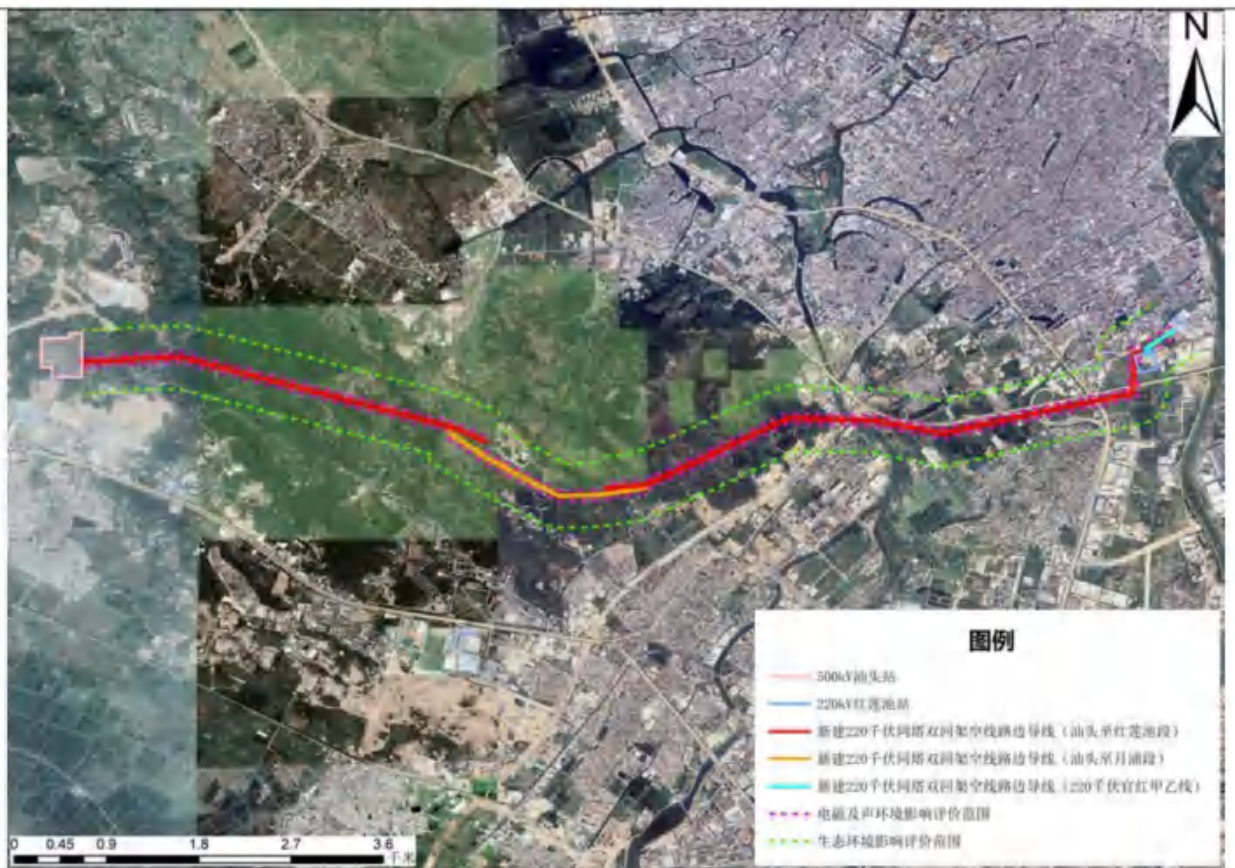 N
图例
500kV汕头站
220kV红莲池站
新建220千伏同塔双回架空线路边导线（汕头至红莲池段）
新建220千伏同塔双回架空线路边导线（汕头至月浦段）
新建220千伏同塔双回架空线路边导线（220千伏官红甲乙线）
电磁及声环境影响评价范围
生态环境影响评价范围
0 0.45 0.9 1.8 2.7 3.6
千米